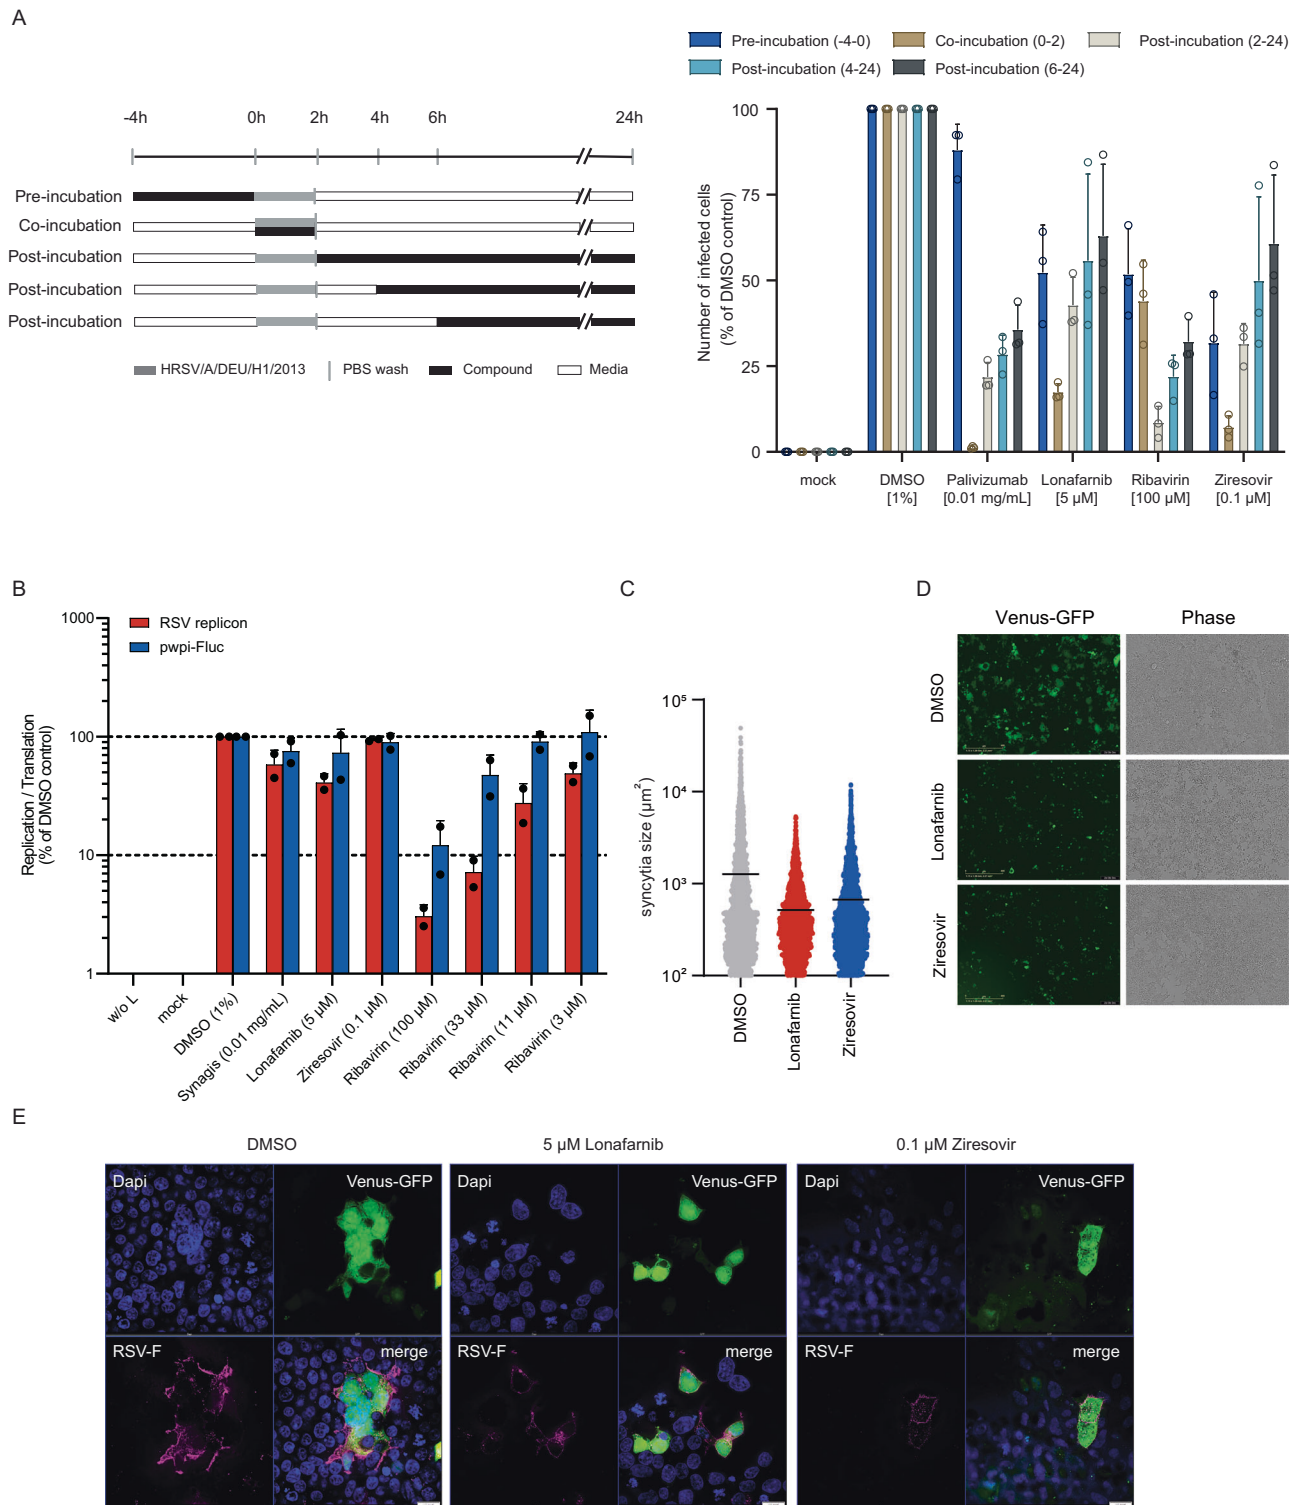 A
Pre-incubation (-4-0)
Co-incubation (0-2)
Post-incubation (2-24)
Post-incubation (4-24)
Post-incubation (6-24)
-4h 0h 2h 4h 6h 24h
Pre-incubation
Co-incubation
Post-incubation
Post-incubation
Post-incubation
HRSV/A/DEU/H1/2013 PBS wash Compound Media
Number of infected cells
(% of DMSO control)
100
75
50
25
0
mock
DMSO
[1%]
Palivizumab
[0.01 mg/mL]
Lonafarnib
[5 µM]
Ribavirin
[100 µM]
Ziresovir
[0.1 µM]
B
RSV replicon
pwpi-Fluc
Replication / Translation
(% of DMSO control)
1000
100
10
1
w/o L
mock
DMSO (1%)
Synagis (0.01 mg/mL)
Lonafarnib (5 µM)
Ziresovir (0.1 µM)
Ribavirin (100 µM)
Ribavirin (33 µM)
Ribavirin (11 µM)
Ribavirin (3 µM)
C
syncytia size (µm²)
10⁵
10⁴
10³
10²
DMSO
Lonafarnib
Ziresovir
D
Venus-GFP Phase
DMSO
Lonafarnib
Ziresovir
E
DMSO
5 µM Lonafarnib
0.1 µM Ziresovir
Dapi Venus-GFP
RSV-F merge
Dapi Venus-GFP
RSV-F merge
Dapi Venus-GFP
RSV-F merge